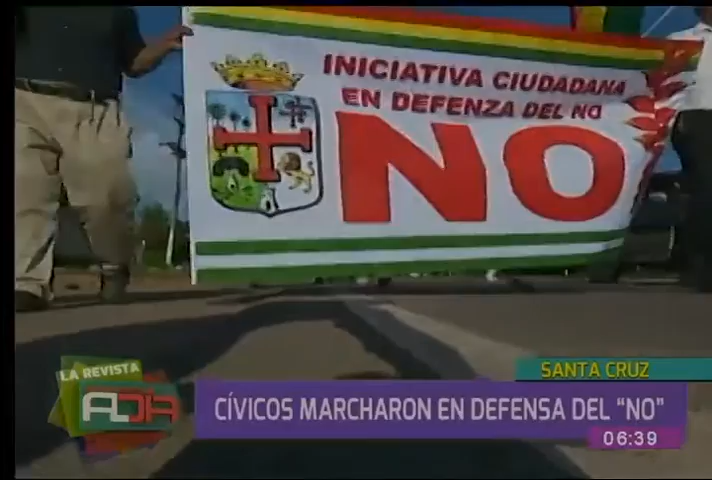 INICIATIVA CIUDADANA
EN DEFENZA DEL NO
NO
LA REVISTA
ALDIA
SANTA CRUZ
CÍVICOS MARCHARON EN DEFENSA DEL “NO”
06:39